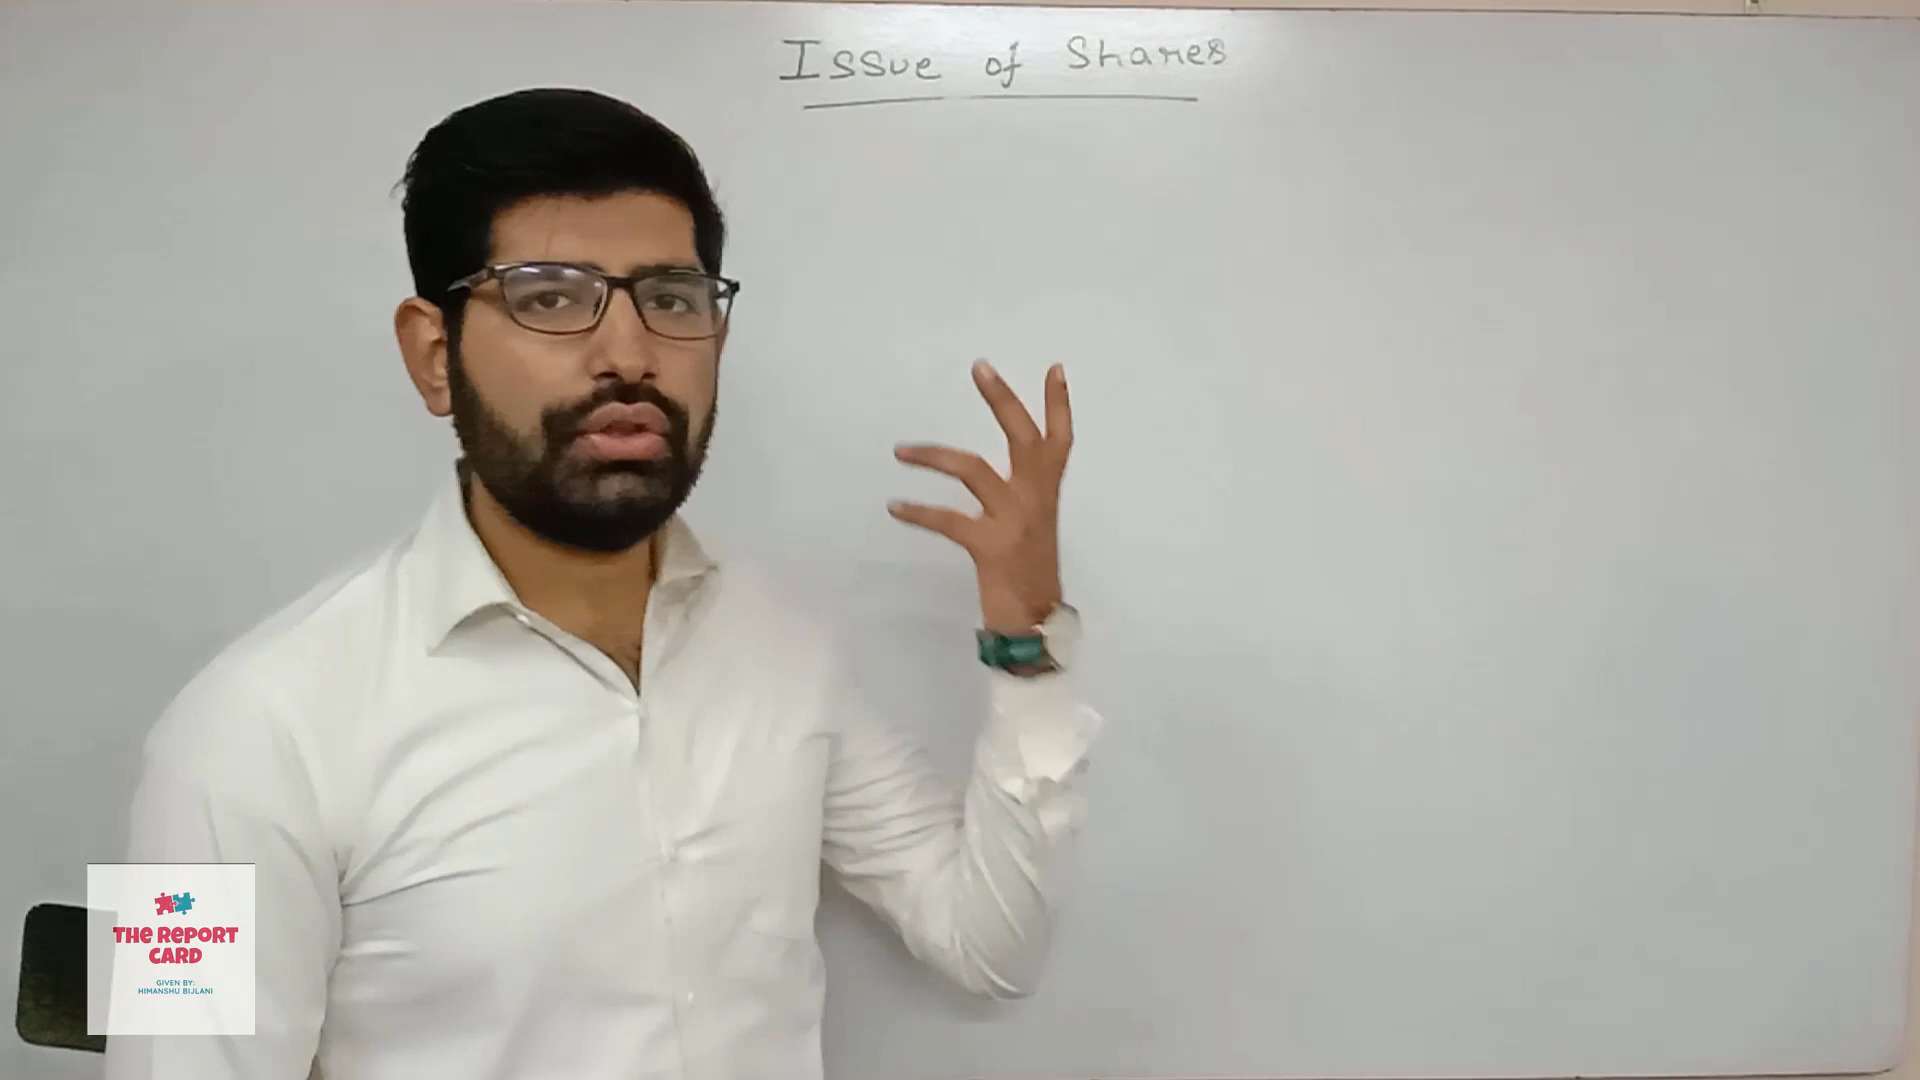 Issue of Shares
THE REPORT
CARD
GIVEN BY:
HIMANSHU BIJLANI